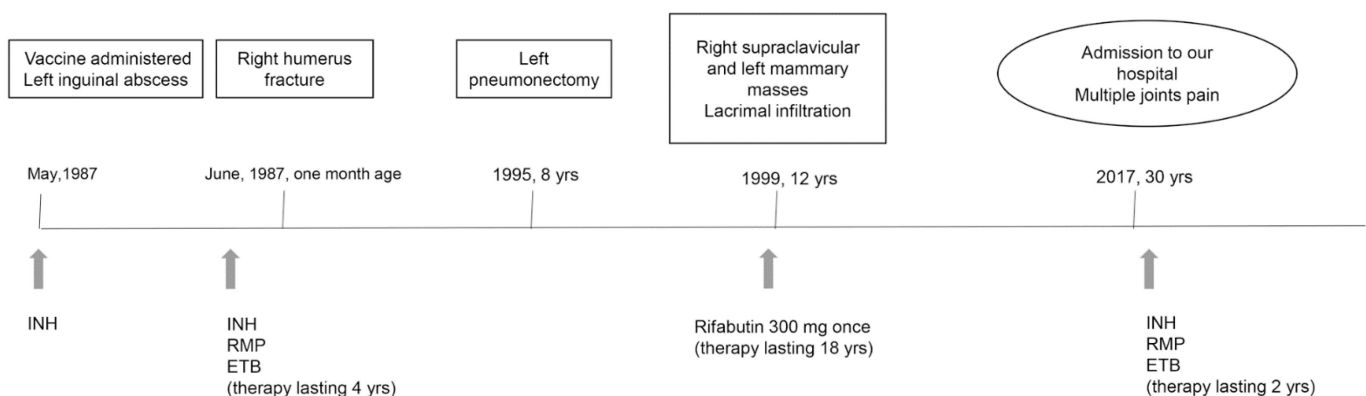 Vaccine administered
Left inguinal abscess
Right humerus
fracture
Left
pneumonectomy
Right supraclavicular
and left mammary
masses
Lacrimal infiltration
Admission to our
hospital
Multiple joints pain
May,1987
June, 1987, one month age
1995, 8 yrs
1999, 12 yrs
2017, 30 yrs
INH
INH
RMP
ETB
(therapy lasting 4 yrs)
Rifabutin 300 mg once
(therapy lasting 18 yrs)
INH
RMP
ETB
(therapy lasting 2 yrs)